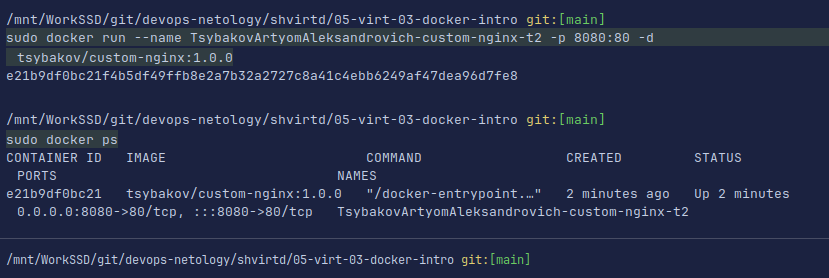 /mnt/WorkSSD/git/devops-netology/shvirtd/05-virt-03-docker-intro git:[main]
sudo docker run --name TsybakovArtyomAleksandrovich-custom-nginx-t2 -p 8080:80 -d
tsybakov/custom-nginx:1.0.0
e21b9df0bc21f4b5df49ffb8e2a7b32a2727c8a41c4ebb6249af47dea96d7fe8
/mnt/WorkSSD/git/devops-netology/shvirtd/05-virt-03-docker-intro git:[main]
sudo docker ps
CONTAINER ID   IMAGE                         COMMAND                  CREATED         STATUS
PORTS                                   NAMES
e21b9df0bc21   tsybakov/custom-nginx:1.0.0   "/docker-entrypoint.…"   2 minutes ago   Up 2 minutes
0.0.0.0:8080->80/tcp, :::8080->80/tcp   TsybakovArtyomAleksandrovich-custom-nginx-t2
/mnt/WorkSSD/git/devops-netology/shvirtd/05-virt-03-docker-intro git:[main]